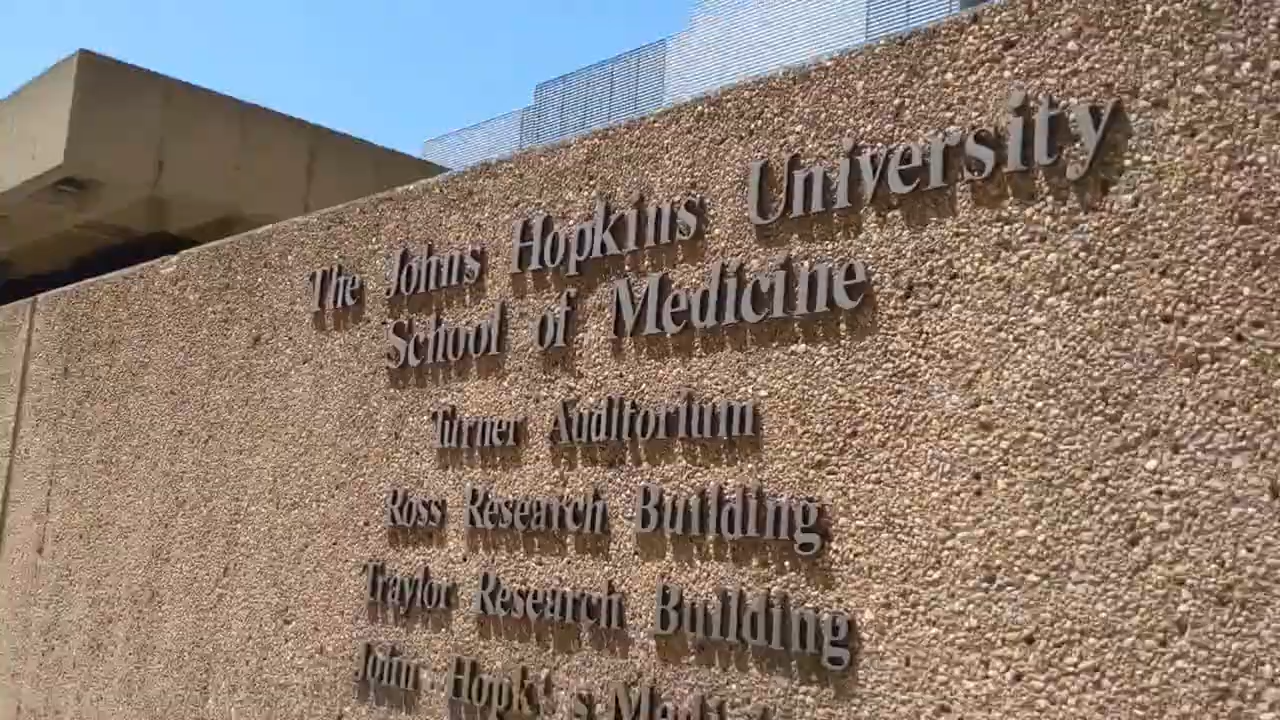 The Johns Hopkins University
School of Medicine
Turner Auditorium
Ross Research Building
Traylor Research Building